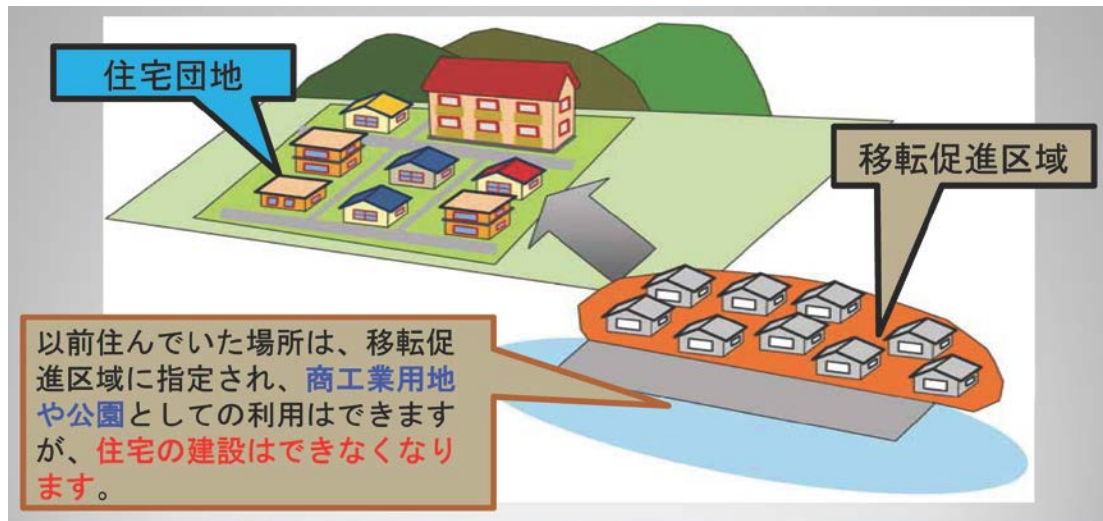 住宅団地
移転促進区域
以前住んでいた場所は、移転促
進区域に指定され、商工業用地
や公園としての利用はできます
が、住宅の建設はできなくなり
ます。